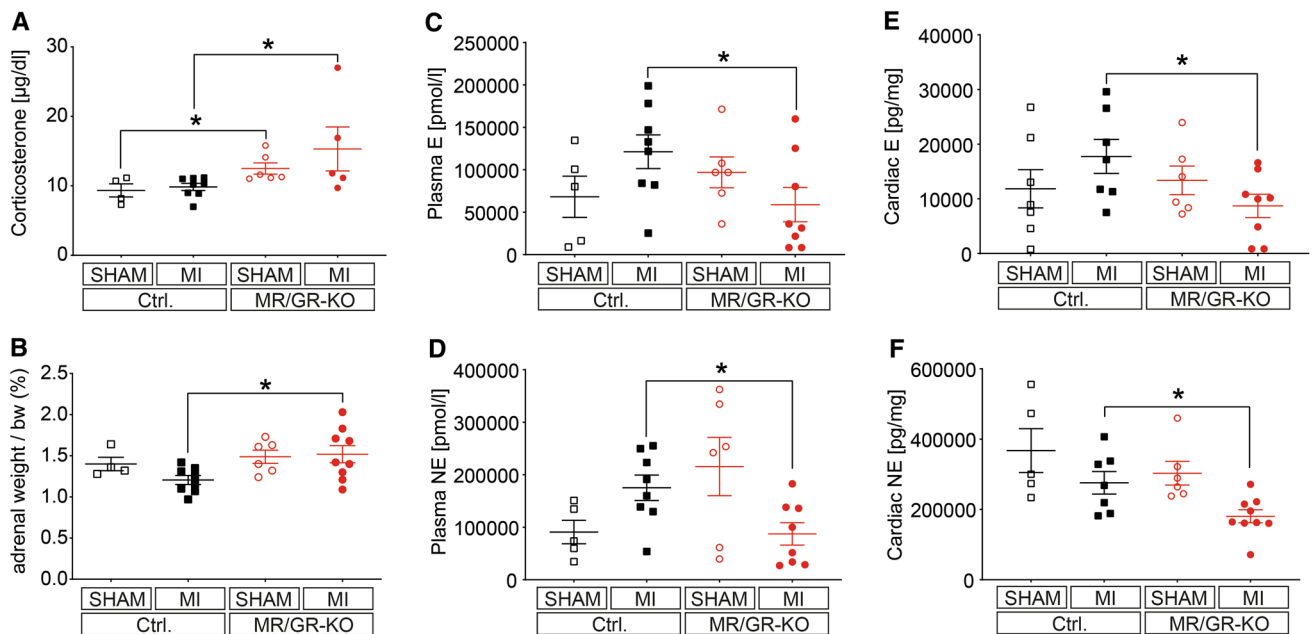 A
Corticosterone [µg/dl]
30
20
10
0
*
*
SHAM MI SHAM MI
Ctrl. MR/GR-KO
B
adrenal weight / bw (%)
2.5
2.0
1.5
1.0
0.5
0.0
*
SHAM MI SHAM MI
Ctrl. MR/GR-KO
C
Plasma E [pmol/l]
250000
200000
150000
100000
50000
0
*
SHAM MI SHAM MI
Ctrl. MR/GR-KO
D
Plasma NE [pmol/l]
400000
300000
200000
100000
0
*
SHAM MI SHAM MI
Ctrl. MR/GR-KO
E
Cardiac E [pg/mg]
40000
30000
20000
10000
0
*
SHAM MI SHAM MI
Ctrl. MR/GR-KO
F
Cardiac NE [pg/mg]
600000
400000
200000
0
*
SHAM MI SHAM MI
Ctrl. MR/GR-KO